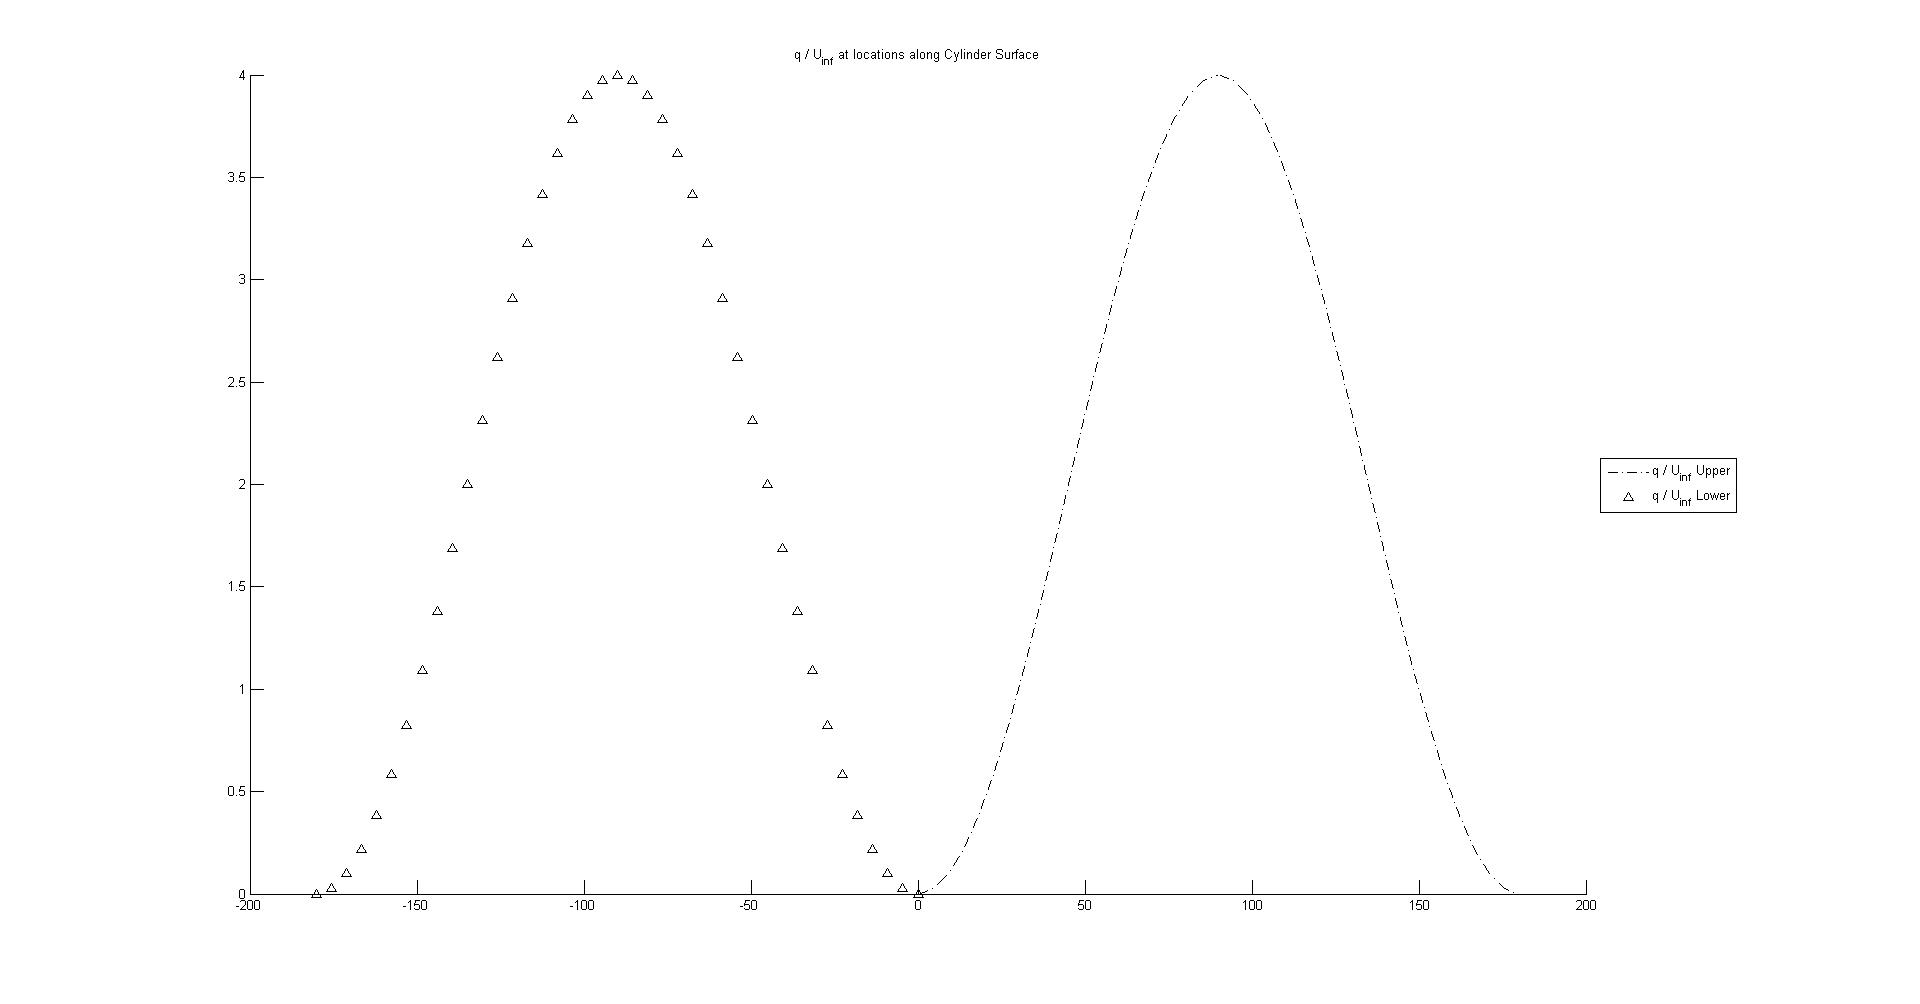 q / U_inf at locations along Cylinder Surface
4
3.5
3
2.5
2
1.5
1
0.5
0
-200 -150 -100 -50 0 50 100 150 200
q / U_inf Upper
q / U_inf Lower